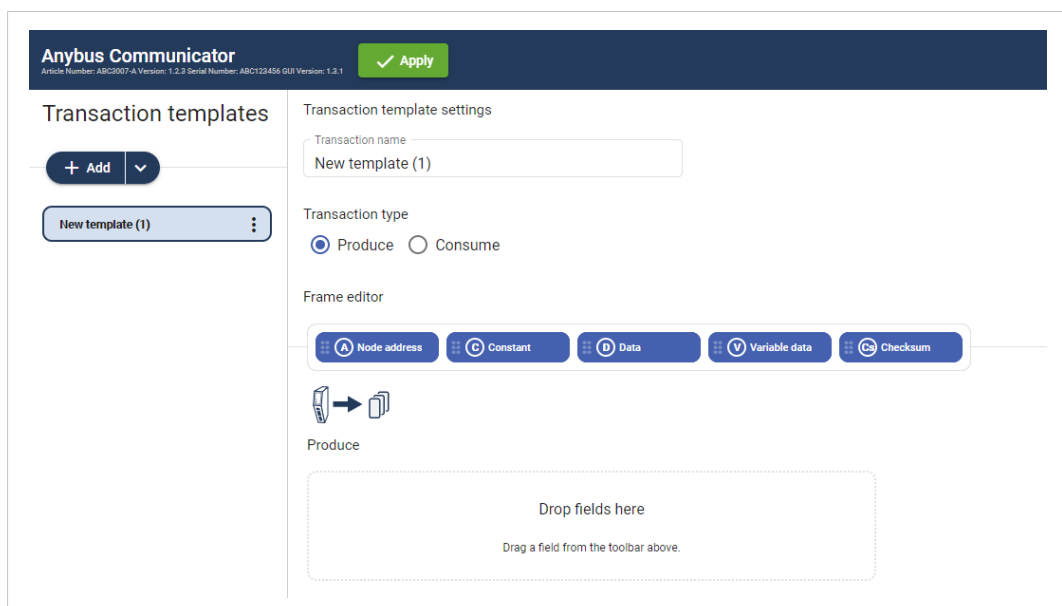 Anybus Communicator
Article Number: ABC3007-A Version: 1.2.3 Serial Number: ABC123456 GUI Version: 1.3.1
Apply
Transaction templates
Add
New template (1)
Transaction template settings
Transaction name
New template (1)
Transaction type
Produce Consume
Frame editor
A Node address C Constant D Data V Variable data Cs Checksum
Produce
Drop fields here
Drag a field from the toolbar above.